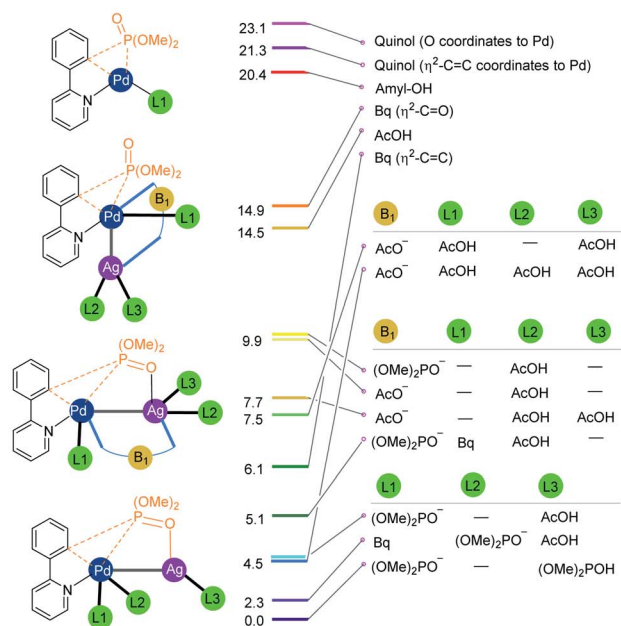 O
P(OMe)₂
Pd
N
L1
O
P(OMe)₂
B₁
Pd
L1
N
Ag
L2
L3
(OMe)₂
P
O
L3
Pd
Ag
L2
N
L1
B₁
(OMe)₂
P
O
Pd
Ag
N
L2
L3
L1
23.1
21.3
20.4
14.9
14.5
9.9
7.7
7.5
6.1
5.1
4.5
2.3
0.0
Quinol (O coordinates to Pd)
Quinol (η²-C=C coordinates to Pd)
Amyl-OH
Bq (η²-C=O)
AcOH
Bq (η²-C=C)
B₁ L1 L2 L3
AcO⁻ AcOH — AcOH
AcO⁻ AcOH AcOH AcOH
B₁ L1 L2 L3
(OMe)₂PO⁻ — AcOH —
AcO⁻ — AcOH —
AcO⁻ — AcOH AcOH
(OMe)₂PO⁻ Bq AcOH —
L1 L2 L3
(OMe)₂PO⁻ — AcOH
Bq (OMe)₂PO⁻ AcOH
(OMe)₂PO⁻ — (OMe)₂POH